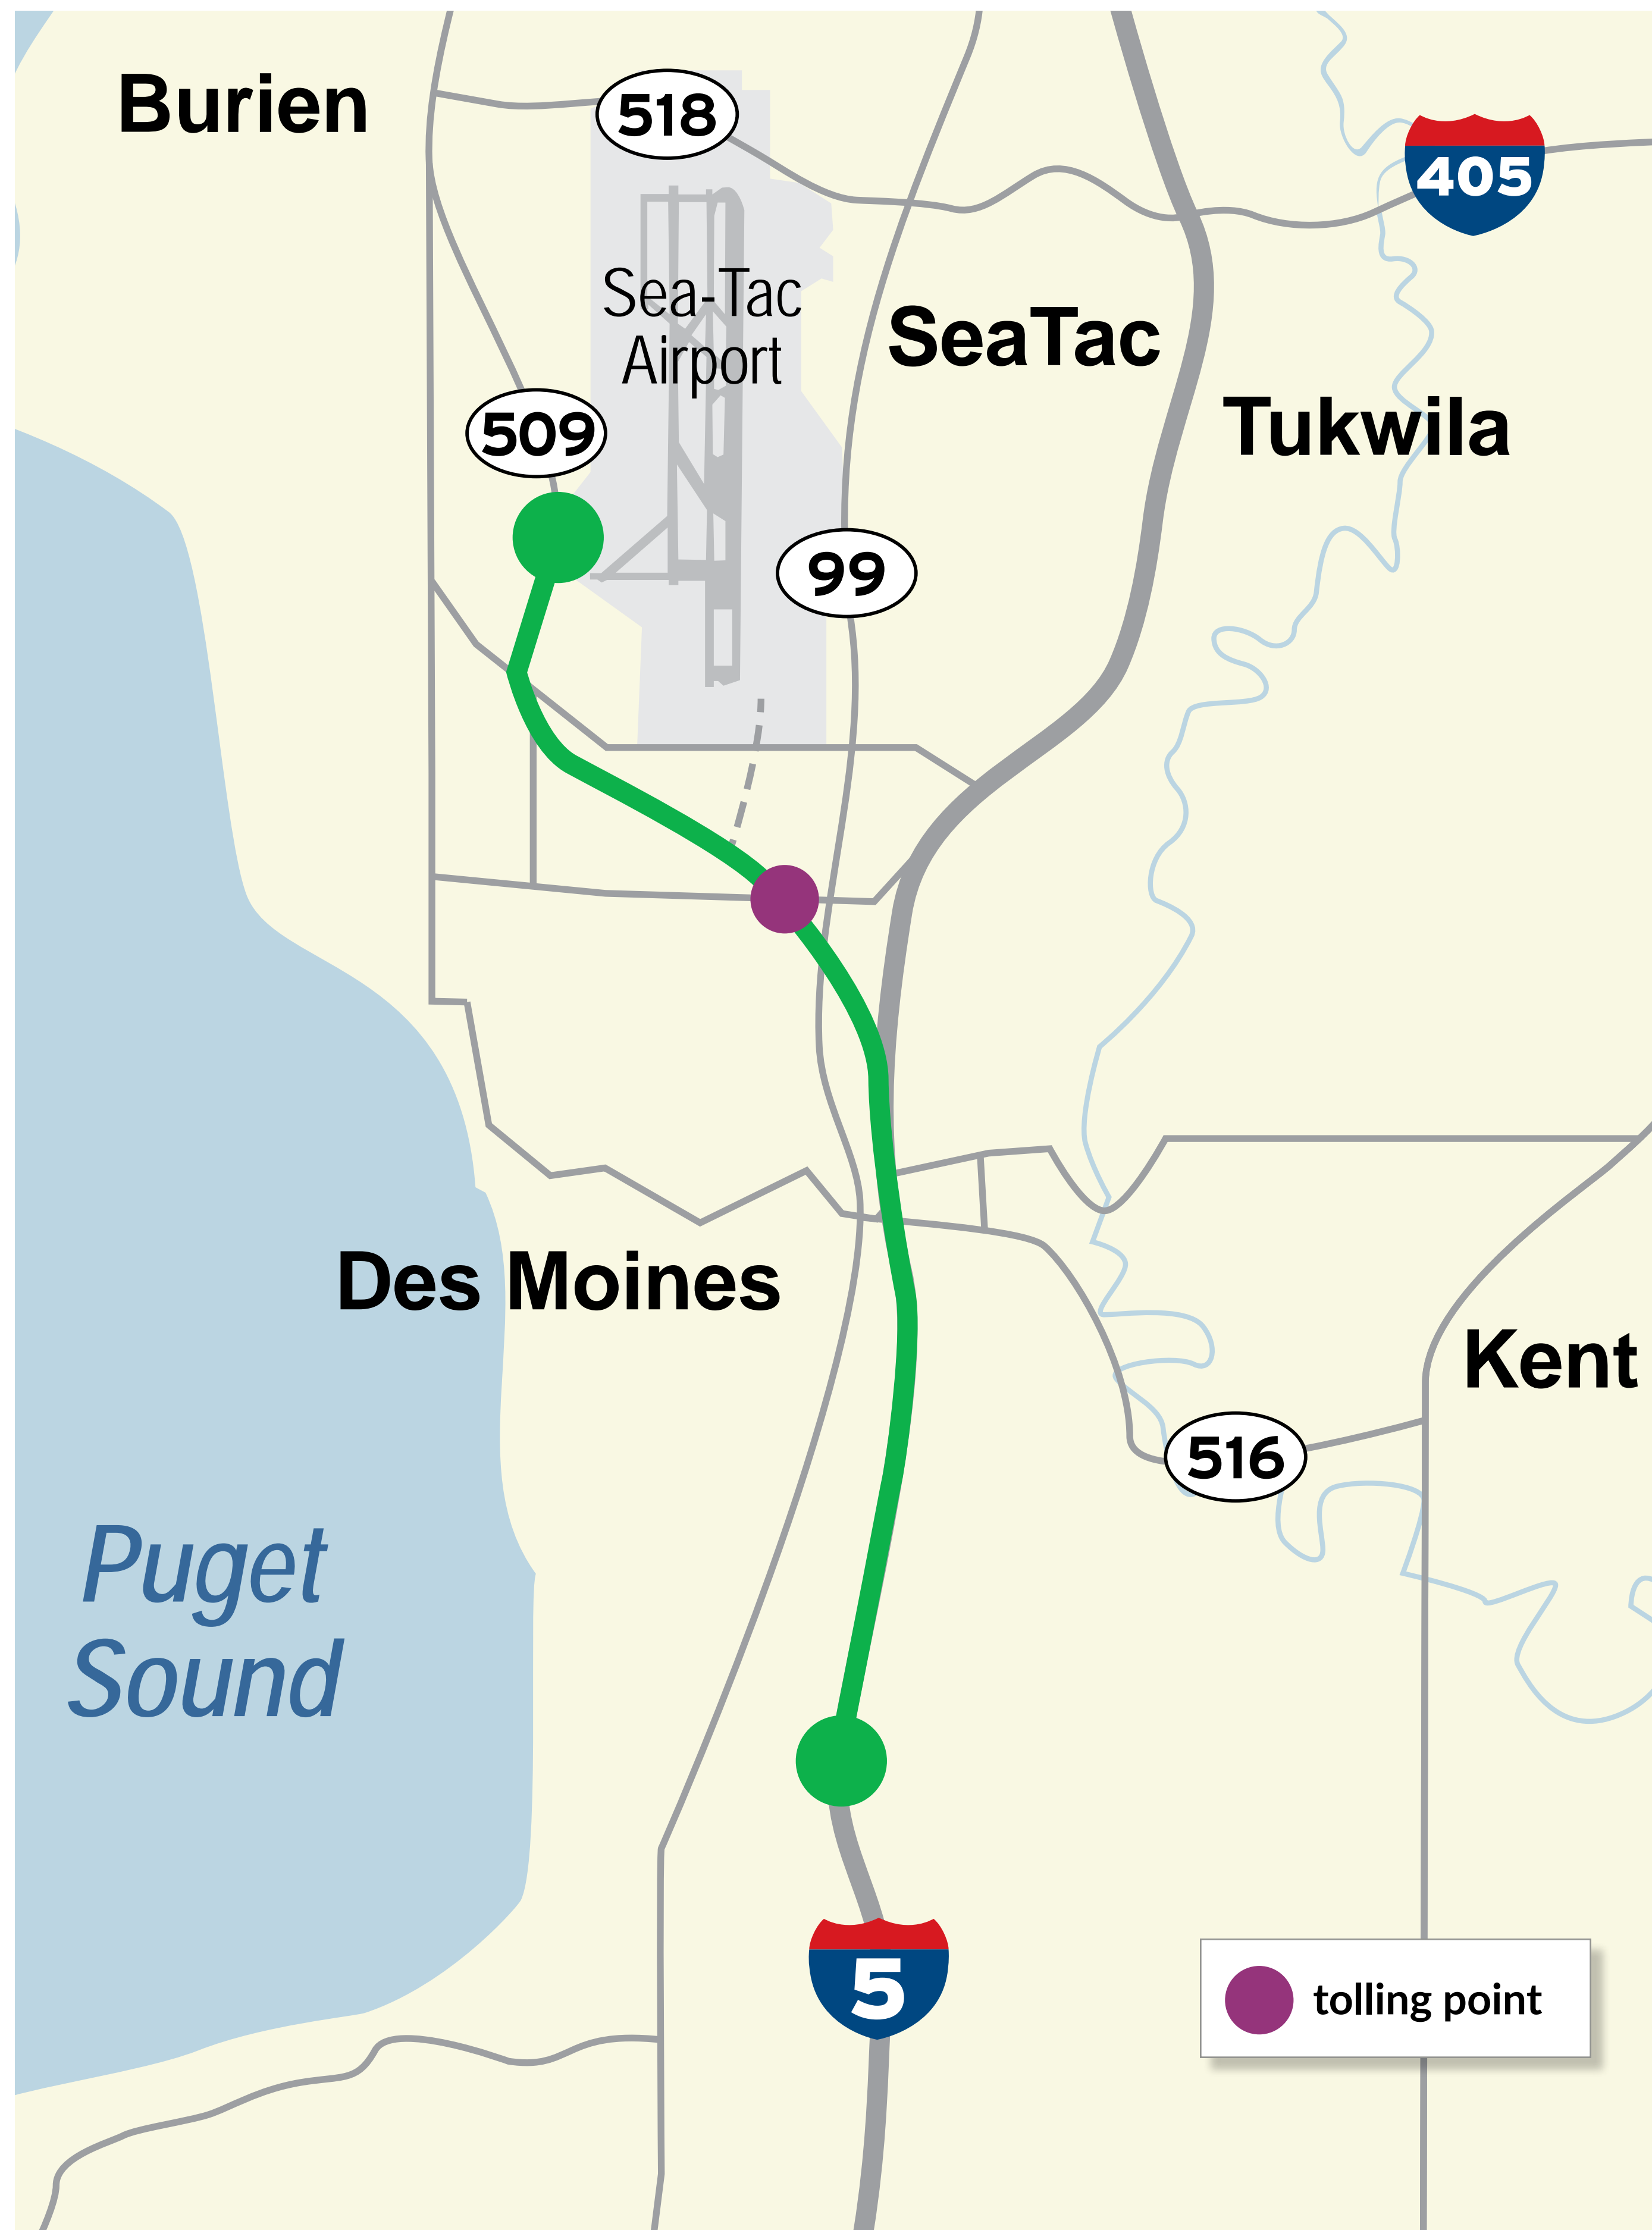 Burien
518
405
Sea-Tac
Airport
SeaTac
Tukwila
509
99
Des Moines
Kent
516
Puget
Sound
5
tolling point